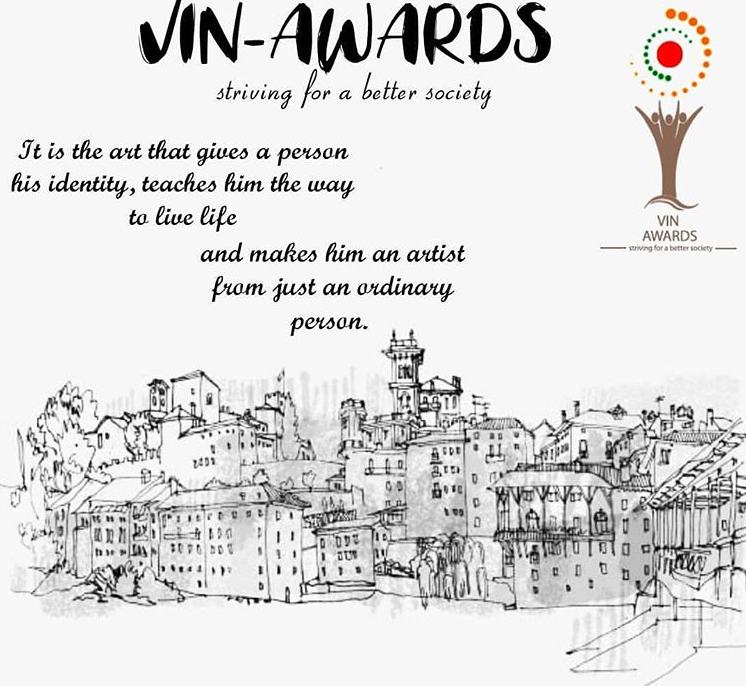 VIN-AWARDS
striving for a better society
It is the art that gives a person
his identity, teaches him the way
to live life
and makes him an artist
from just an ordinary
person.
VIN
AWARDS
striving for a better society